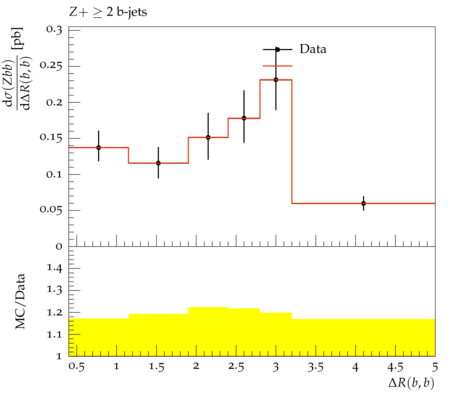 Z+ ≥ 2 b-jets
dσ(Zbb)
dΔR(b, b) [pb]
0.3
Data
0.25
0.2
0.15
0.1
0.05
0
MC/Data
1.4
1.3
1.2
1.1
1
0.5 1 1.5 2 2.5 3 3.5 4 4.5 5
ΔR(b, b)